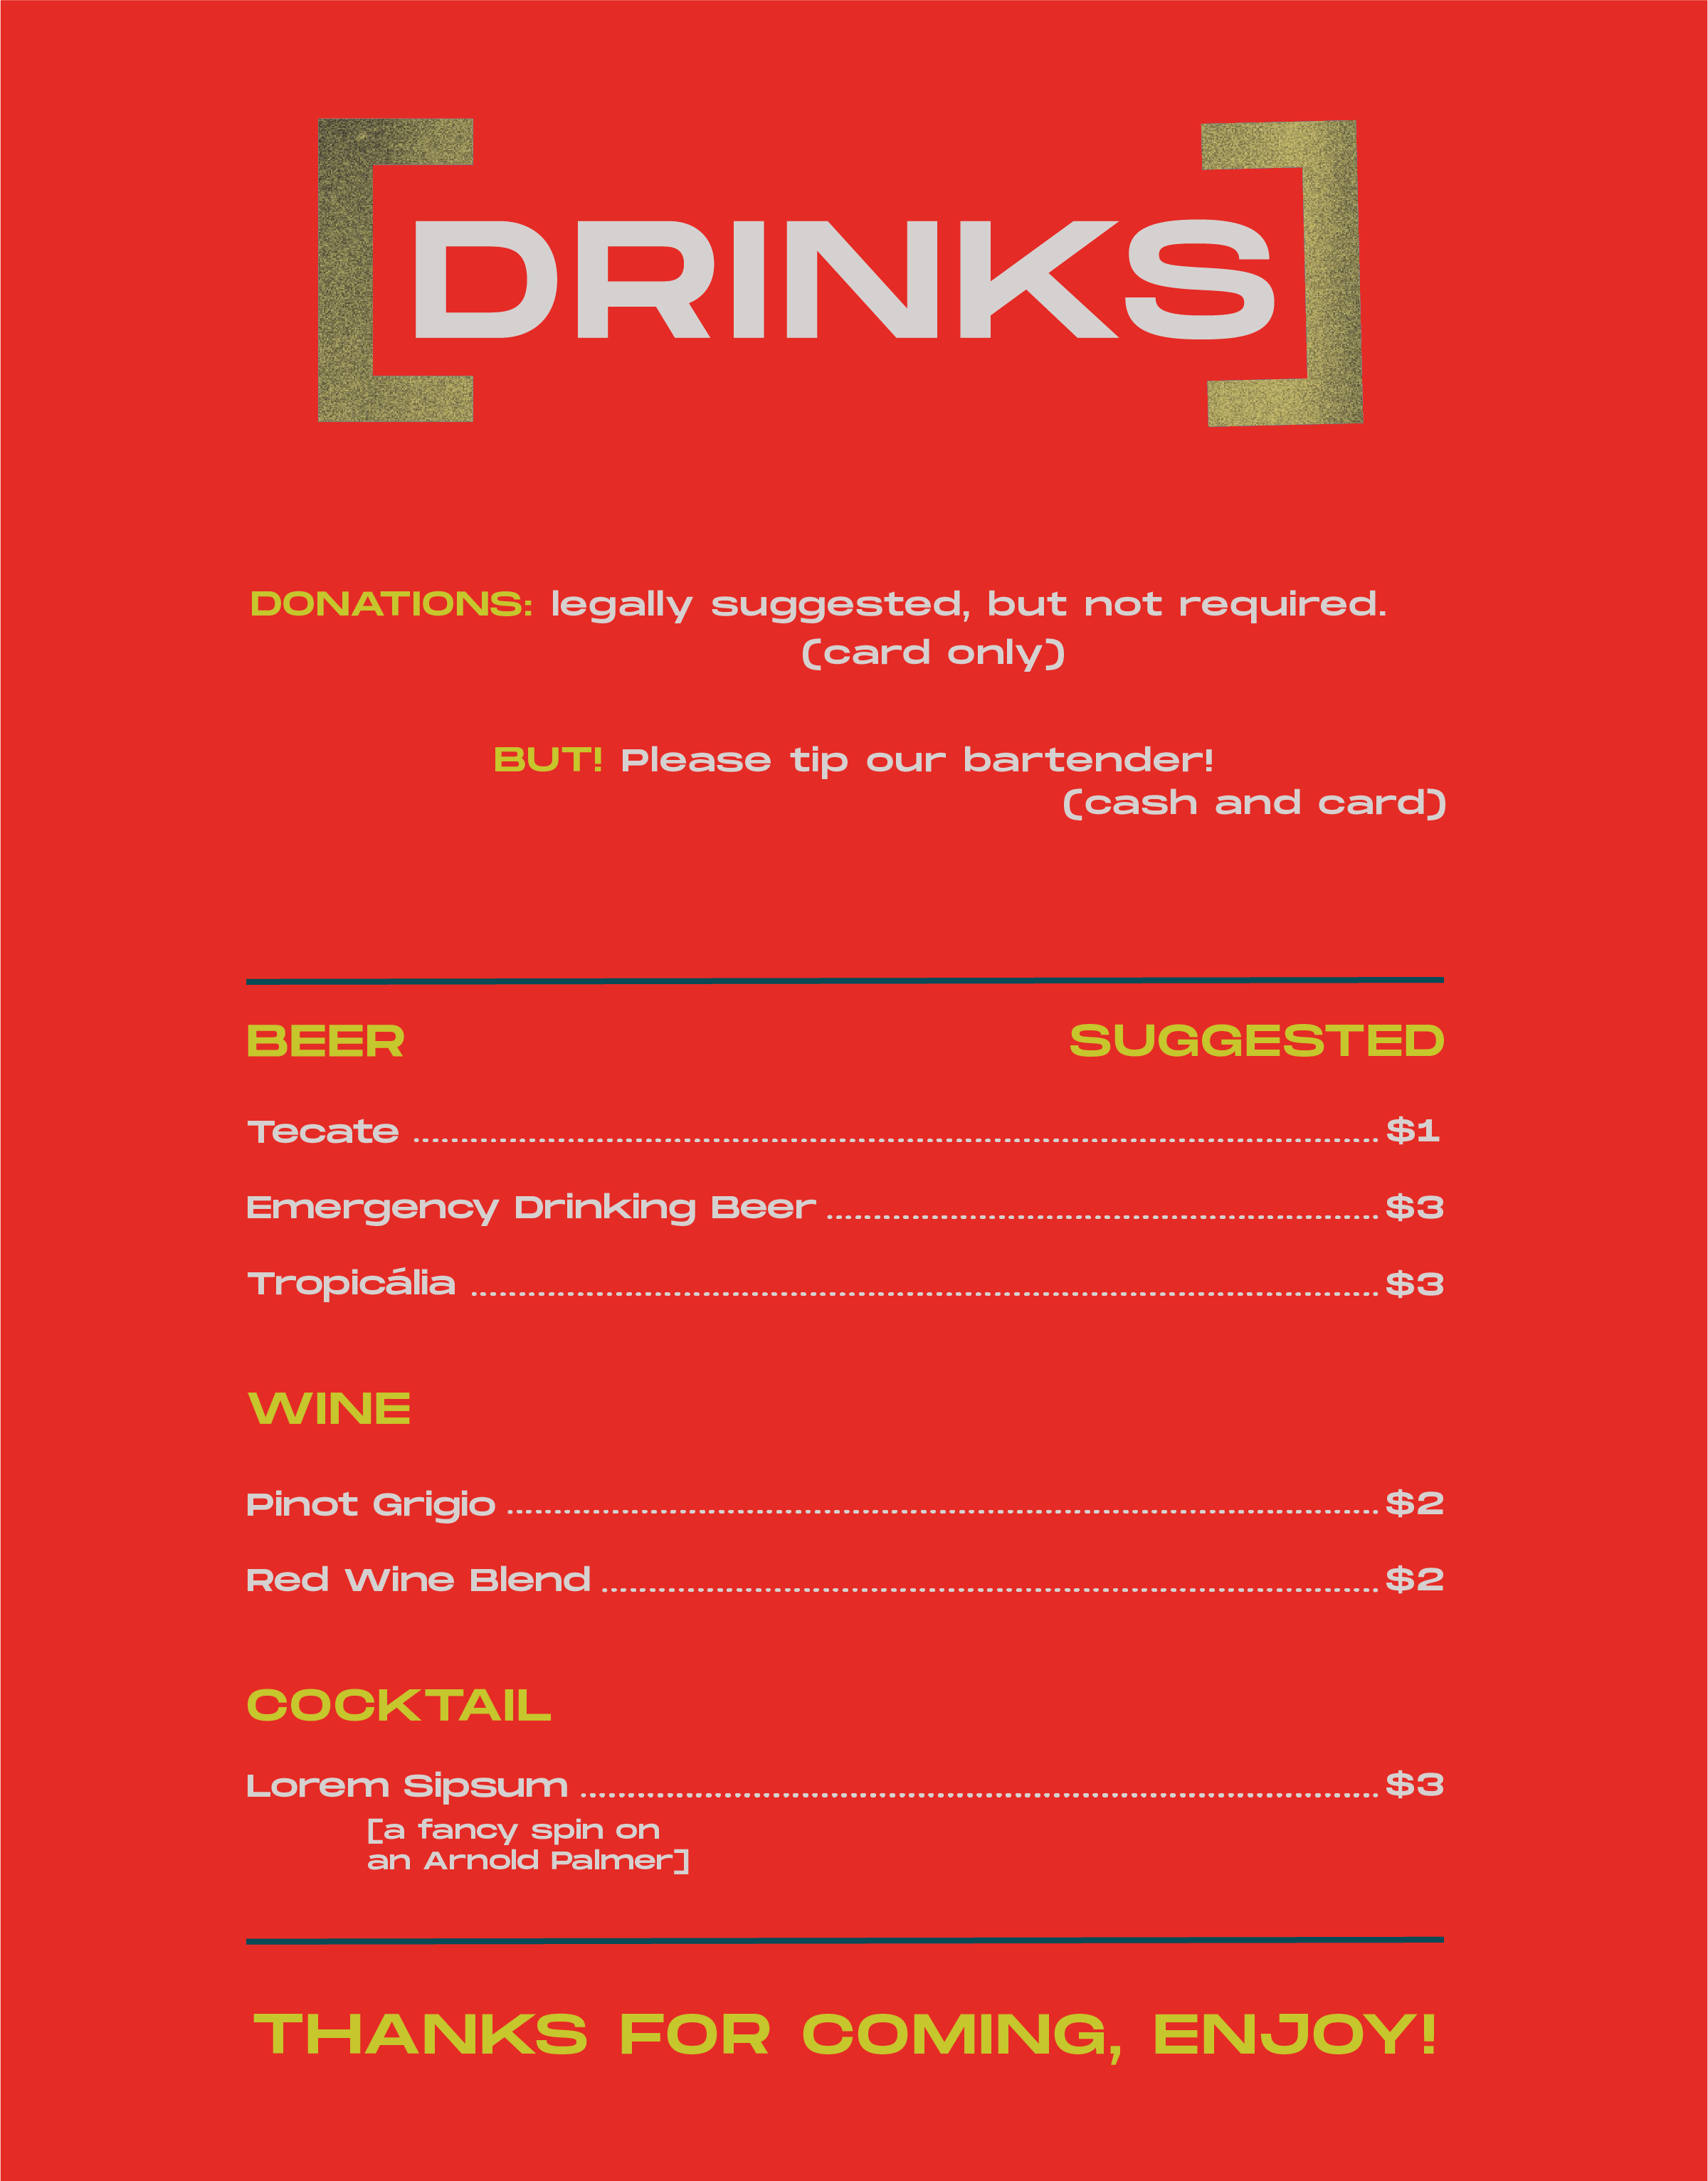 [DRINKS]
DONATIONS: legally suggested, but not required.
(card only)
BUT! Please tip our bartender!
(cash and card)
BEER SUGGESTED
Tecate $1
Emergency Drinking Beer $3
Tropicália $3
WINE
Pinot Grigio $2
Red Wine Blend $2
COCKTAIL
Lorem Sipsum $3
[a fancy spin on
an Arnold Palmer]
THANKS FOR COMING, ENJOY!